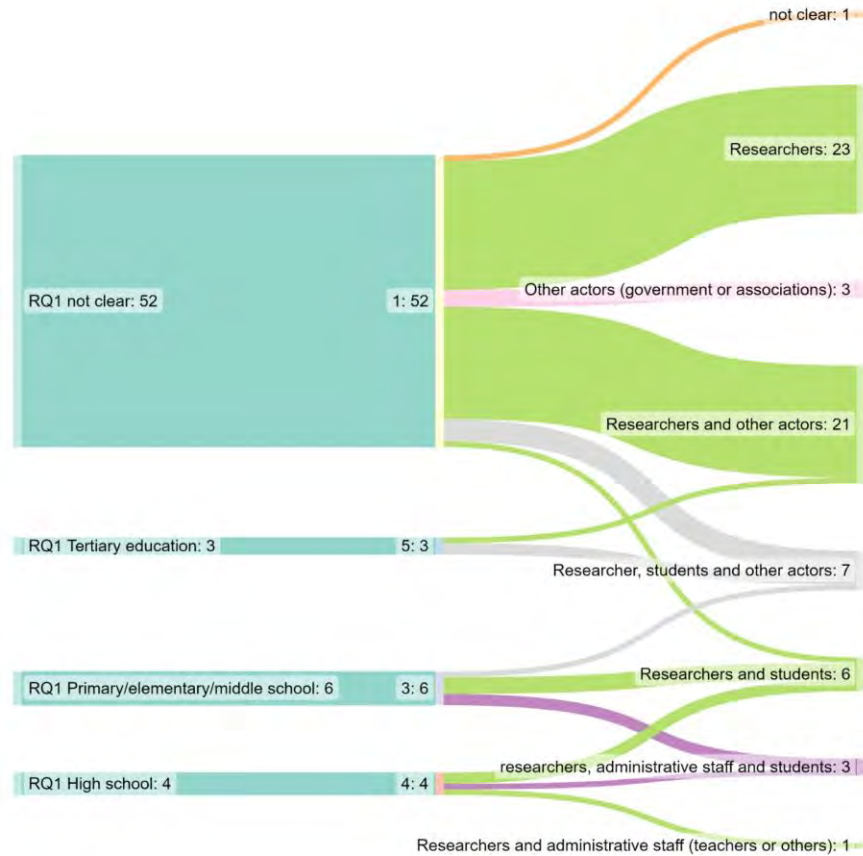 not clear: 1
Researchers: 23
RQ1 not clear: 52
1: 52
Other actors (government or associations): 3
Researchers and other actors: 21
RQ1 Tertiary education: 3
5: 3
Researcher, students and other actors: 7
RQ1 Primary/elementary/middle school: 6
3: 6
Researchers and students: 6
RQ1 High school: 4
4: 4
researchers, administrative staff and students: 3
Researchers and administrative staff (teachers or others): 1